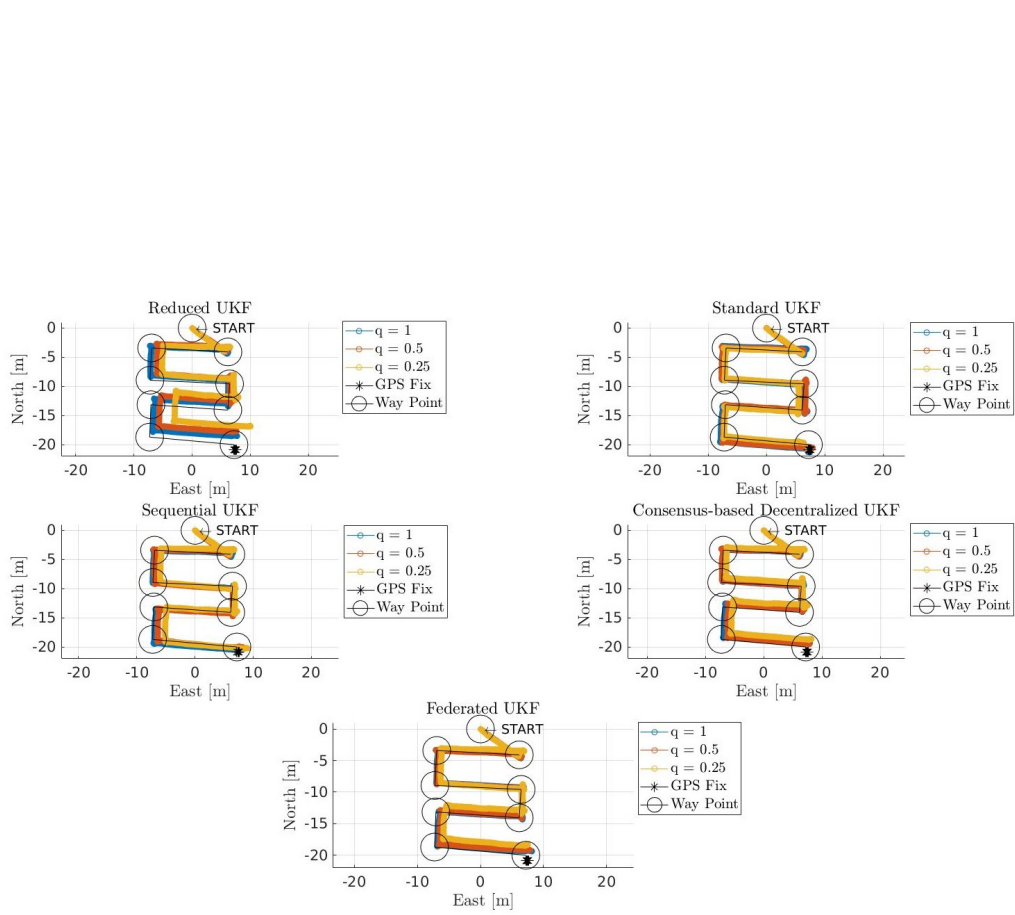 Reduced UKF
START
q = 1
q = 0.5
q = 0.25
GPS Fix
Way Point
0
-5
-10
-15
-20
North [m]
-20 -10 0 10 20
East [m]
Standard UKF
START
q = 1
q = 0.5
q = 0.25
GPS Fix
Way Point
0
-5
-10
-15
-20
North [m]
-20 -10 0 10 20
East [m]
Sequential UKF
START
q = 1
q = 0.5
q = 0.25
GPS Fix
Way Point
0
-5
-10
-15
-20
North [m]
-20 -10 0 10 20
East [m]
Consensus-based Decentralized UKF
START
q = 1
q = 0.5
q = 0.25
GPS Fix
Way Point
0
-5
-10
-15
-20
North [m]
-20 -10 0 10 20
East [m]
Federated UKF
START
q = 1
q = 0.5
q = 0.25
GPS Fix
Way Point
0
-5
-10
-15
-20
North [m]
-20 -10 0 10 20
East [m]